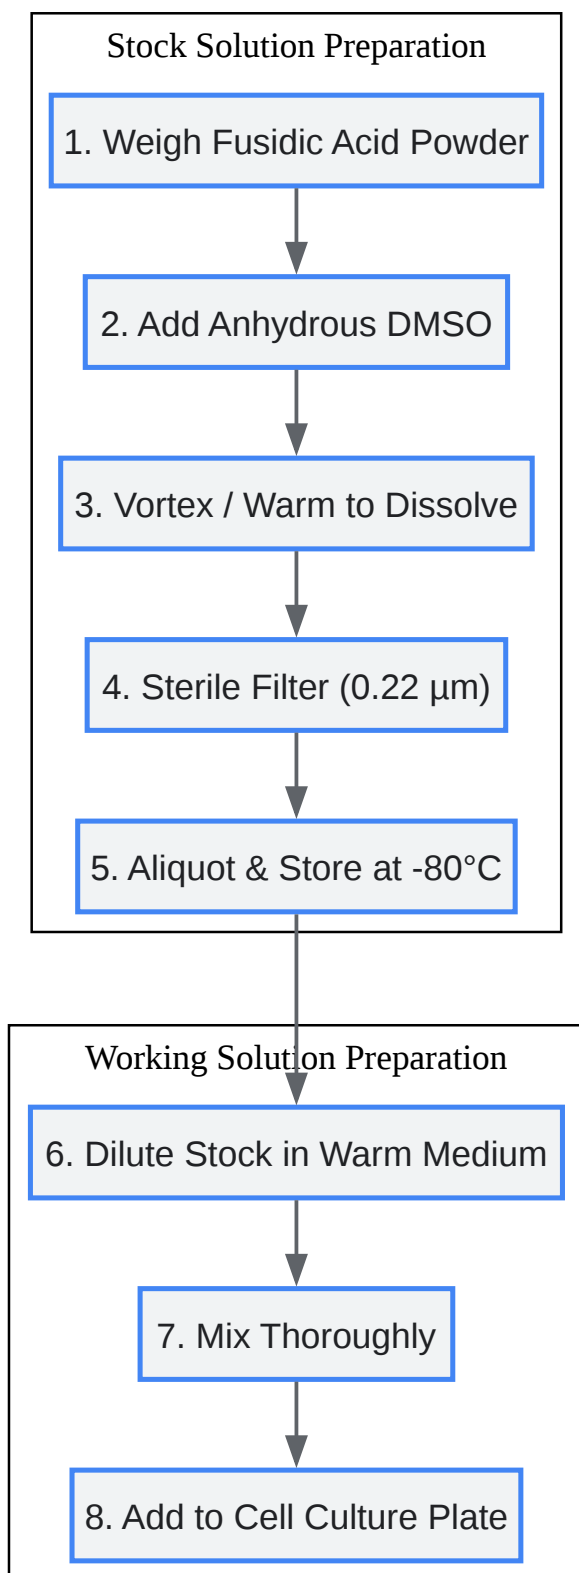 Stock Solution Preparation
1. Weigh Fusidic Acid Powder
2. Add Anhydrous DMSO
3. Vortex / Warm to Dissolve
4. Sterile Filter (0.22 µm)
5. Aliquot & Store at -80°C
Working Solution Preparation
6. Dilute Stock in Warm Medium
7. Mix Thoroughly
8. Add to Cell Culture Plate